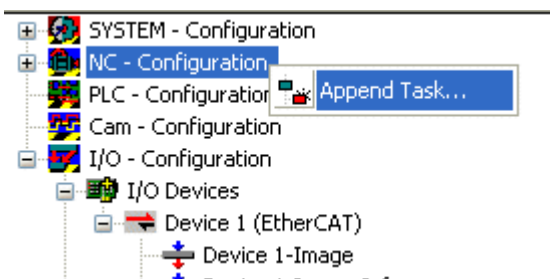 SYSTEM - Configuration
NC - Configuration
Append Task...
PLC - Configuration
Cam - Configuration
I/O - Configuration
I/O Devices
Device 1 (EtherCAT)
Device 1-Image